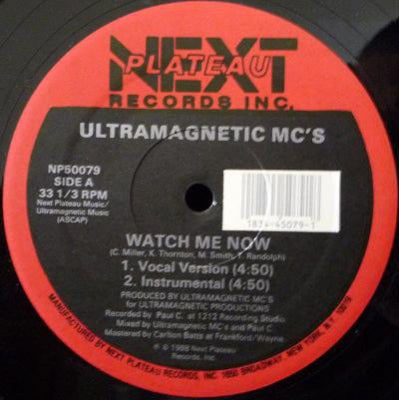 NEXT
PLATEAU
RECORDS INC.
ULTRAMAGNETIC MC'S
NP50079
SIDE A
33 1/3 RPM
Next Plateau Music/
Ultramagnetic Music
(ASCAP)
1824-45079-1
WATCH ME NOW
(C. Miller, K. Thornton, M. Smith, T. Randolph)
1. Vocal Version (4:50)
2. Instrumental (4:50)
PRODUCED BY ULTRAMAGNETIC MC'S
for ULTRAMAGNETIC PRODUCTIONS
Recorded by Paul C. at 1212 Recording Studio
Mixed by Ultramagnetic MC's and Paul C.
Mastered by Carlton Batts at Frankford/Wayne.
℗ © 1988 Next Plateau
Records, Inc.
MANUFACTURED BY NEXT PLATEAU RECORDS, INC. 1650 BROADWAY, NEW YORK, N.Y. 10019